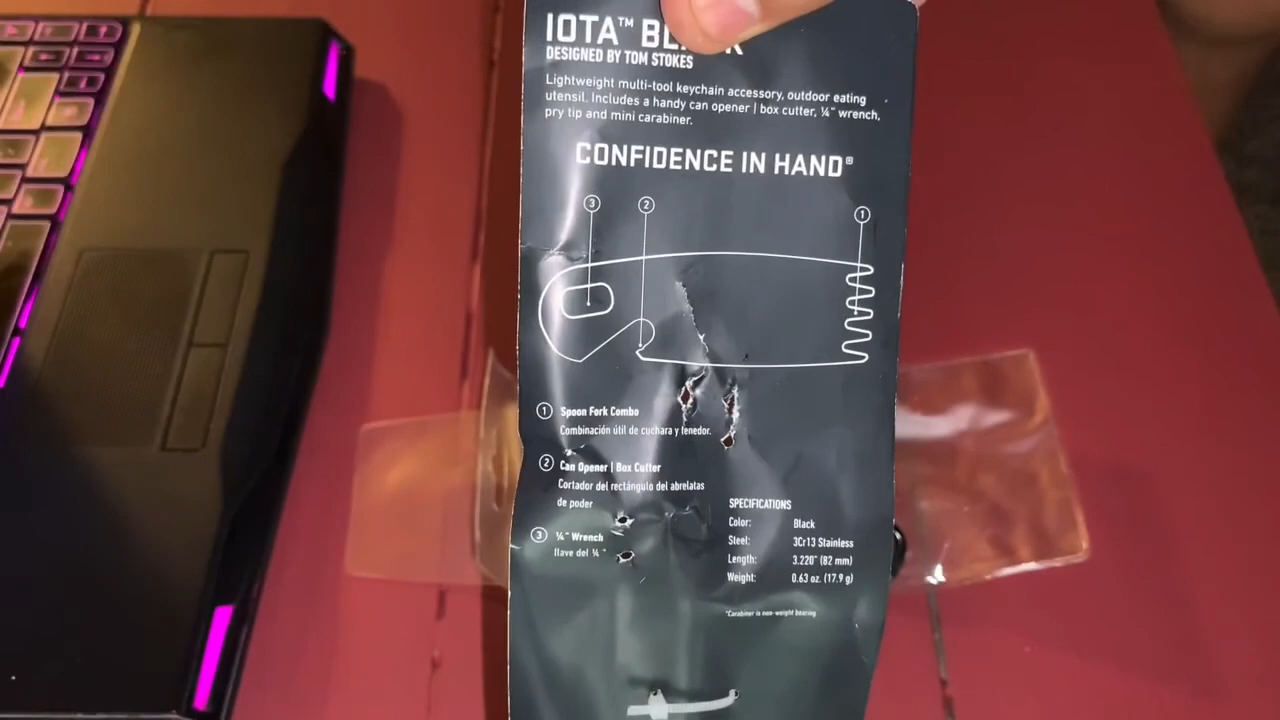 IOTA™
DESIGNED BY TOM STOKES
Lightweight multi-tool keychain accessory, outdoor eating
utensil. Includes a handy can opener | box cutter, ¼" wrench,
pry tip and mini carabiner.
CONFIDENCE IN HAND®
3 2 1
1 Spoon Fork Combo
Combinación útil de cuchara y tenedor.
2 Can Opener | Box Cutter
Cortador del rectángulo del abrelatas
de poder
3 ¼" Wrench
llave del ¼ "
SPECIFICATIONS
Color: Black
Steel: 3Cr13 Stainless
Length: 3.220" (82 mm)
Weight: 0.63 oz. (17.9 g)
*Carabiner is non-weight bearing